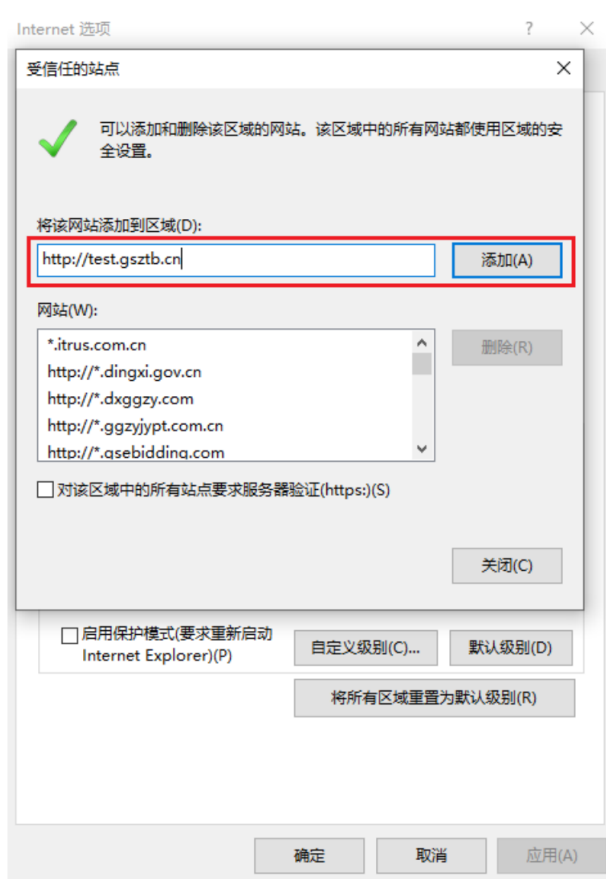 Internet 选项
受信任的站点
可以添加和删除该区域的网站。该区域中的所有网站都使用区域的安
全设置。
将该网站添加到区域(D):
http://test.gsztb.cn
添加(A)
网站(W):
*.itrus.com.cn
http://*.dingxi.gov.cn
http://*.dxggzy.com
http://*.ggzyjypt.com.cn
http://*.gsebidding.com
删除(R)
对该区域中的所有站点要求服务器验证(https:)(S)
关闭(C)
启用保护模式(要求重新启动
Internet Explorer)(P)
自定义级别(C)...
默认级别(D)
将所有区域重置为默认级别(R)
确定
取消
应用(A)